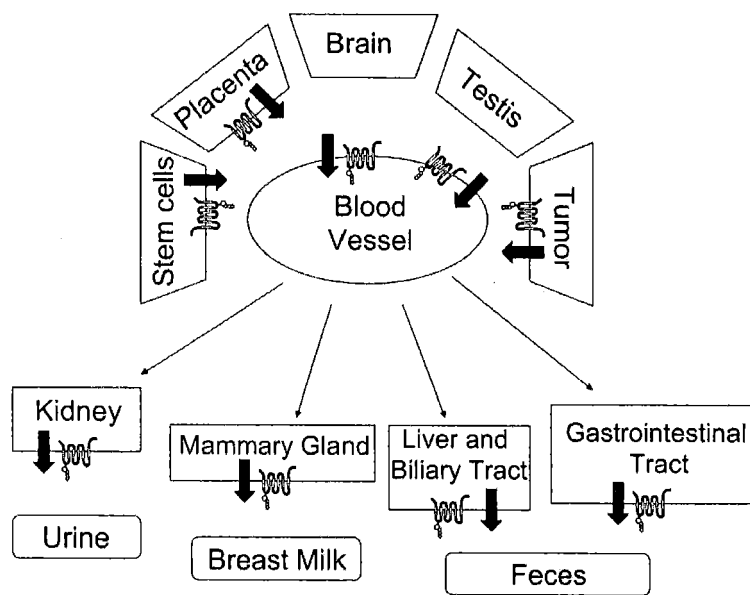 Brain
Placenta
Testis
Stem cells
Tumor
Blood
Vessel
Kidney
Mammary Gland
Liver and
Biliary Tract
Gastrointestinal
Tract
Urine
Breast Milk
Feces